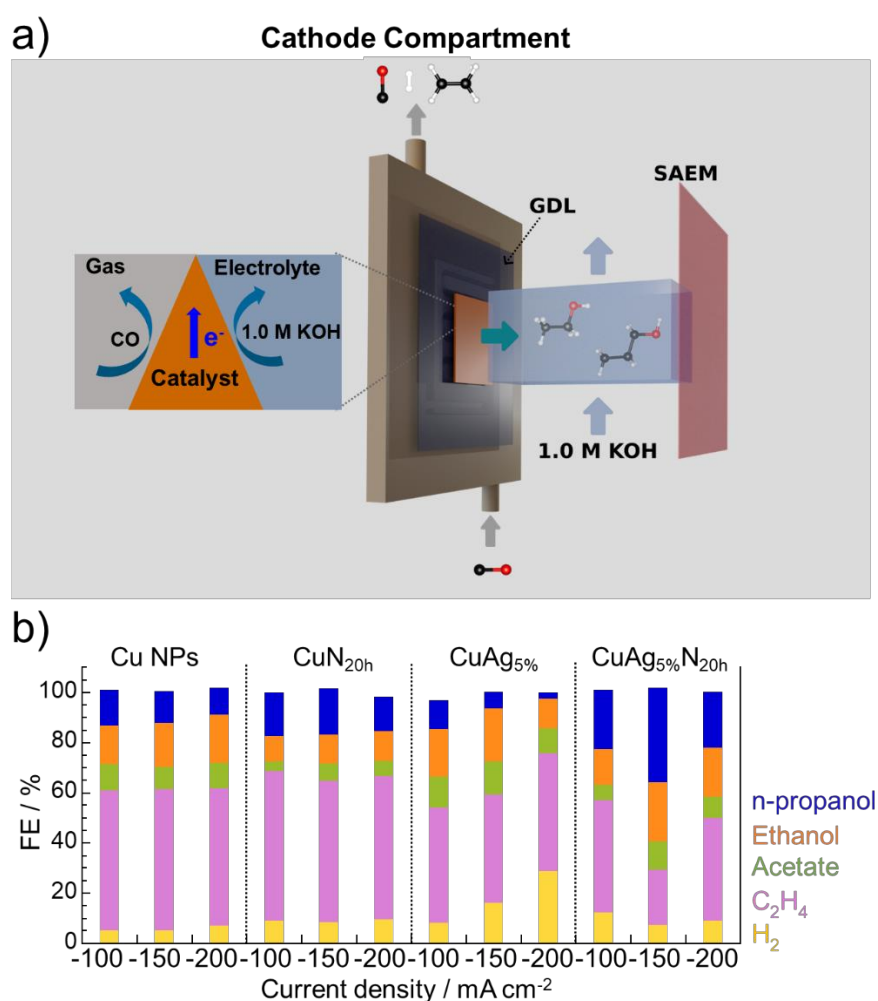 a)
Cathode Compartment
SAEM
GDL
Gas
Electrolyte
CO
e-
1.0 M KOH
Catalyst
1.0 M KOH
b)
Cu NPs
CuN20h
CuAg5%
CuAg5%N20h
100
80
60
40
20
0
FE / %
n-propanol
Ethanol
Acetate
C2H4
H2
-100 -150 -200 -100 -150 -200 -100 -150 -200 -100 -150 -200
Current density / mA cm-2